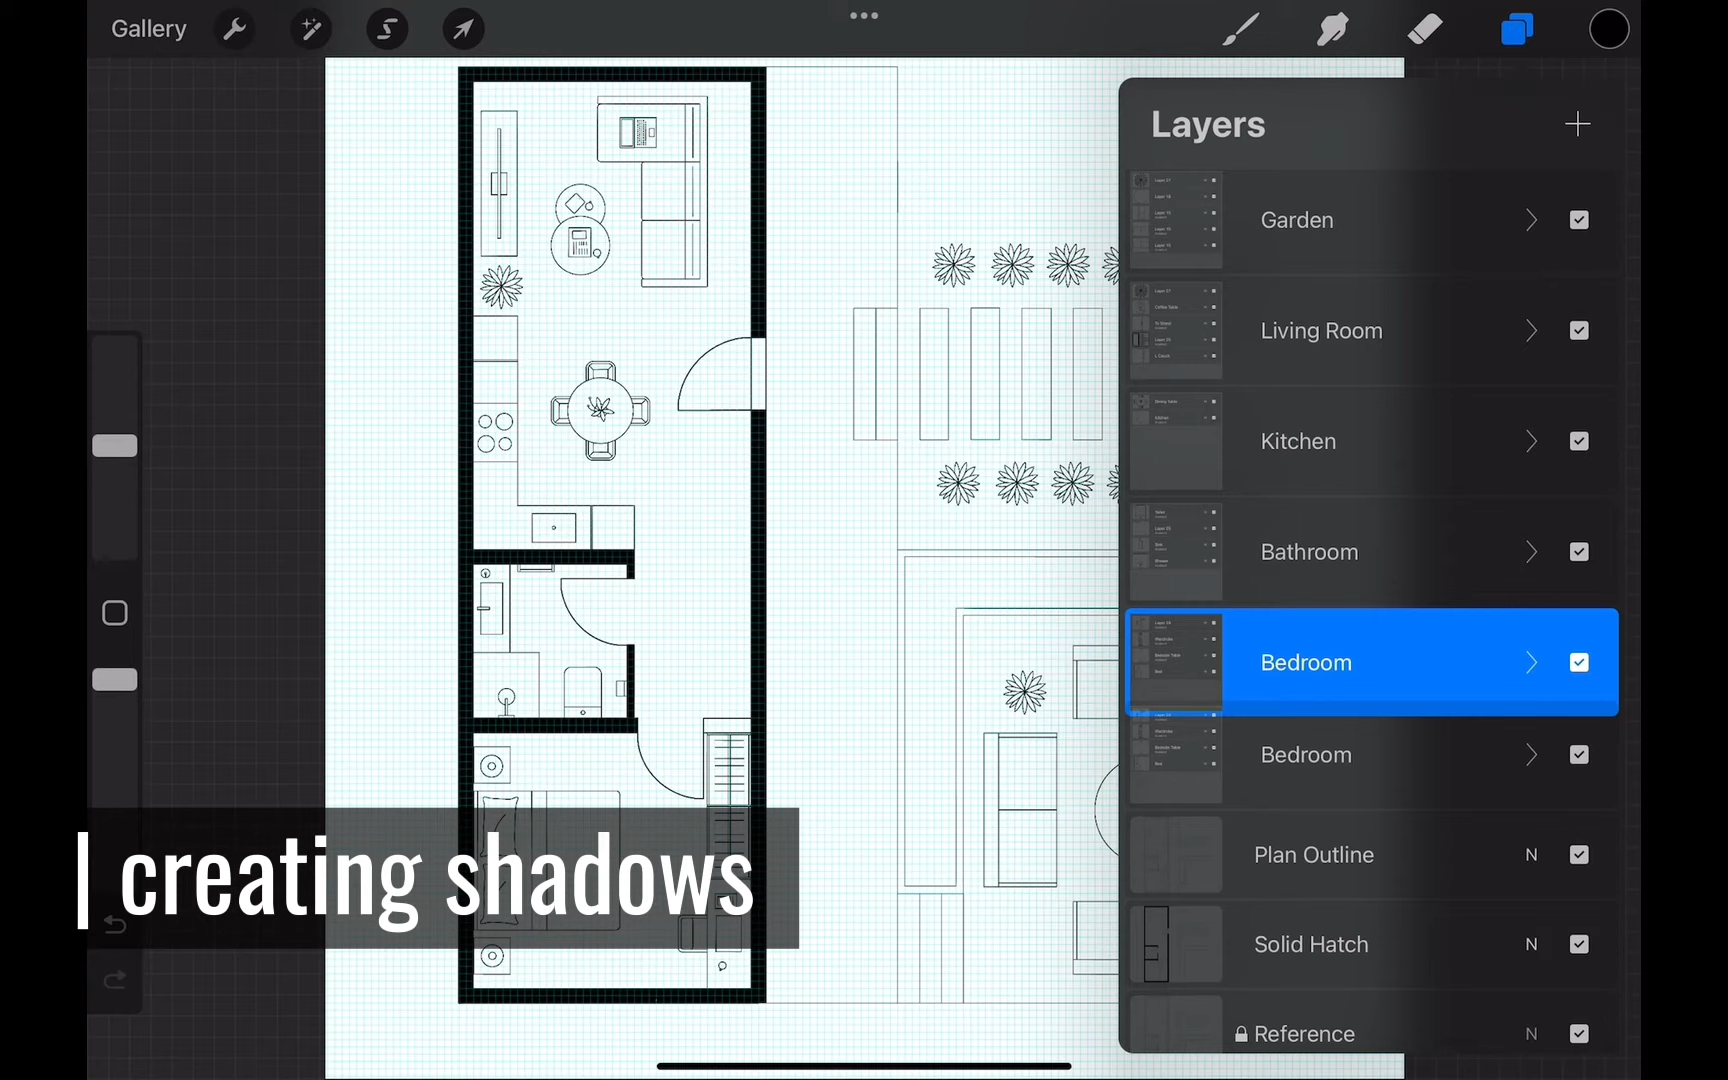 Gallery
Layers
Garden
Living Room
Kitchen
Bathroom
Bedroom
Bedroom
Plan Outline N
Solid Hatch N
Reference N
creating shadows